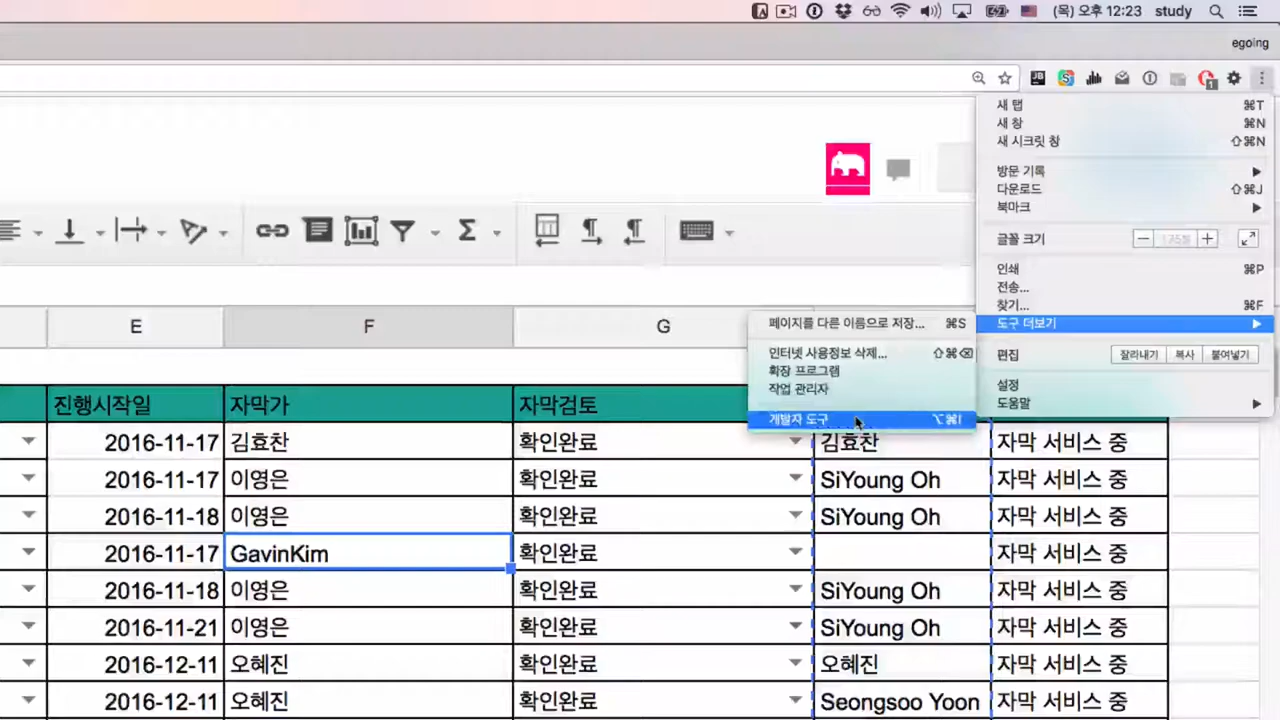 (목) 오후 12:23 study
egoing
새 탭 ⌘T
새 창 ⌘N
새 시크릿 창 ⇧⌘N
방문 기록
다운로드 ⇧⌘J
북마크
글꼴 크기 − 175% +
인쇄 ⌘P
전송...
찾기... ⌘F
도구 더보기
편집 잘라내기 복사 붙여넣기
설정
도움말
페이지를 다른 이름으로 저장... ⌘S
인터넷 사용정보 삭제... ⇧⌘⌫
확장 프로그램
작업 관리자
개발자 도구 ⌥⌘I
E F G
진행시작일 자막가 자막검토
2016-11-17 김효찬 확인완료 김효찬 자막 서비스 중
2016-11-17 이영은 확인완료 SiYoung Oh 자막 서비스 중
2016-11-18 이영은 확인완료 SiYoung Oh 자막 서비스 중
2016-11-17 GavinKim 확인완료 자막 서비스 중
2016-11-18 이영은 확인완료 SiYoung Oh 자막 서비스 중
2016-11-21 이영은 확인완료 SiYoung Oh 자막 서비스 중
2016-12-11 오혜진 확인완료 오혜진 자막 서비스 중
2016-12-11 오혜진 확인완료 Seongsoo Yoon 자막 서비스 중